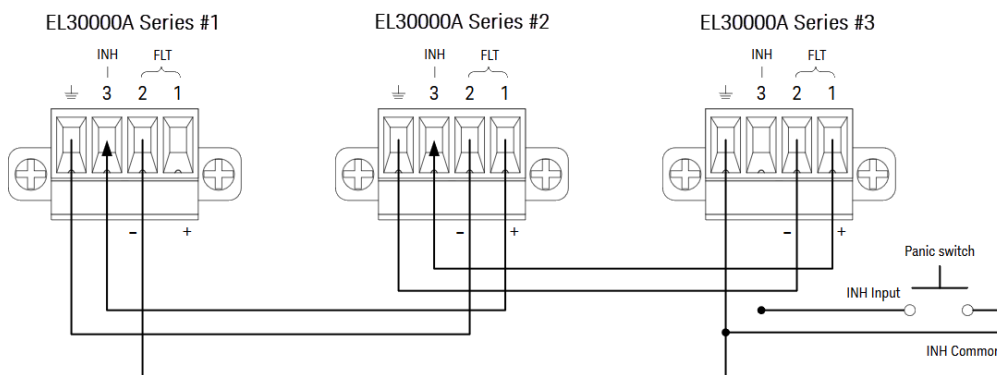 EL30000A Series #1 EL30000A Series #2 EL30000A Series #3
INH FLT INH FLT INH FLT
3 2 1 3 2 1 3 2 1
– + – + – +
Panic switch
INH Input
INH Common